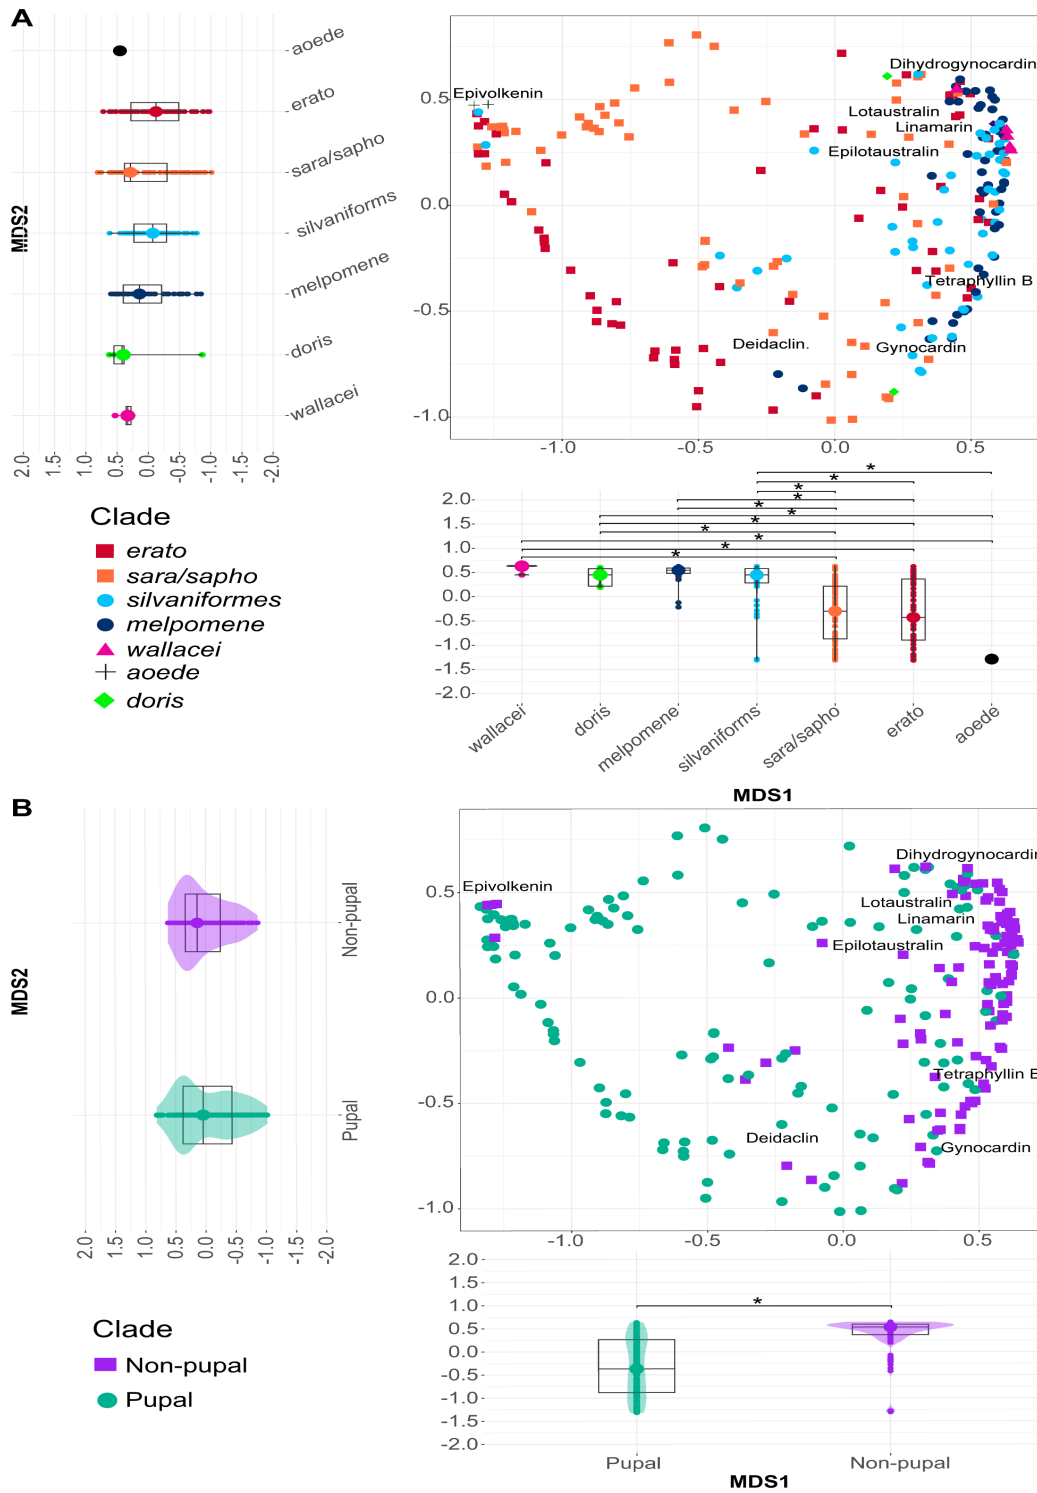 A
MDS2
aoede
erato
sara/sapho
silvaniforms
melpomene
doris
wallacei
2.0 1.5 1.0 0.5 0.0 -0.5 -1.0 -1.5 -2.0
Clade
erato
sara/sapho
silvaniformes
melpomene
wallacei
aoede
doris
0.5
0.0
-0.5
-1.0
Epivolkenin
Dihydrogynocardin
Lotaustralin
Linamarin
Epilotaustralin
Tetraphyllin B
Deidaclin.
Gynocardin
-1.0 -0.5 0.0 0.5
2.0
1.5
1.0
0.5
0.0
-0.5
-1.0
-1.5
-2.0
* * * * * * * * * * *
wallacei doris melpomene silvaniforms sara/sapho erato aoede
MDS1
B
MDS2
Non-pupal
Pupal
2.0 1.5 1.0 0.5 0.0 -0.5 -1.0 -1.5 -2.0
Clade
Non-pupal
Pupal
0.5
0.0
-0.5
-1.0
Epivolkenin
Dihydrogynocardin
Lotaustralin
Linamarin
Epilotaustralin
Tetraphyllin B
Deidaclin
Gynocardin
-1.0 -0.5 0.0 0.5
2.0
1.5
1.0
0.5
0.0
-0.5
-1.0
-1.5
-2.0
*
Pupal Non-pupal
MDS1